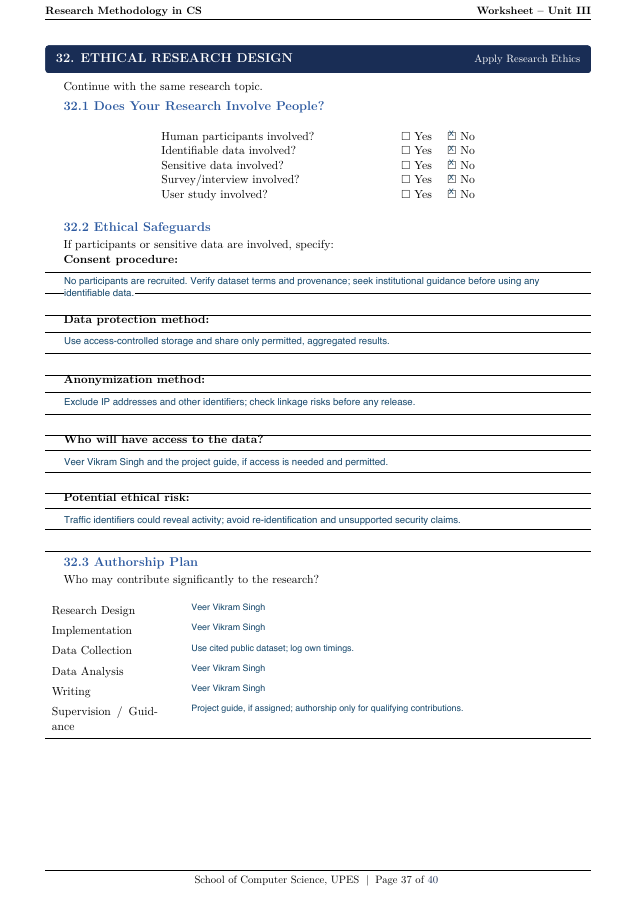 Research Methodology in CS Worksheet – Unit III
32. ETHICAL RESEARCH DESIGN Apply Research Ethics
Continue with the same research topic.
32.1 Does Your Research Involve People?
Human participants involved? ☐ Yes ☒ No
Identifiable data involved? ☐ Yes ☒ No
Sensitive data involved? ☐ Yes ☒ No
Survey/interview involved? ☐ Yes ☒ No
User study involved? ☐ Yes ☒ No
32.2 Ethical Safeguards
If participants or sensitive data are involved, specify:
Consent procedure:
No participants are recruited. Verify dataset terms and provenance; seek institutional guidance before using any
identifiable data.
Data protection method:
Use access-controlled storage and share only permitted, aggregated results.
Anonymization method:
Exclude IP addresses and other identifiers; check linkage risks before any release.
Who will have access to the data?
Veer Vikram Singh and the project guide, if access is needed and permitted.
Potential ethical risk:
Traffic identifiers could reveal activity; avoid re-identification and unsupported security claims.
32.3 Authorship Plan
Who may contribute significantly to the research?
Research Design Veer Vikram Singh
Implementation Veer Vikram Singh
Data Collection Use cited public dataset; log own timings.
Data Analysis Veer Vikram Singh
Writing Veer Vikram Singh
Supervision / Guid- Project guide, if assigned; authorship only for qualifying contributions.
ance
School of Computer Science, UPES | Page 37 of 40